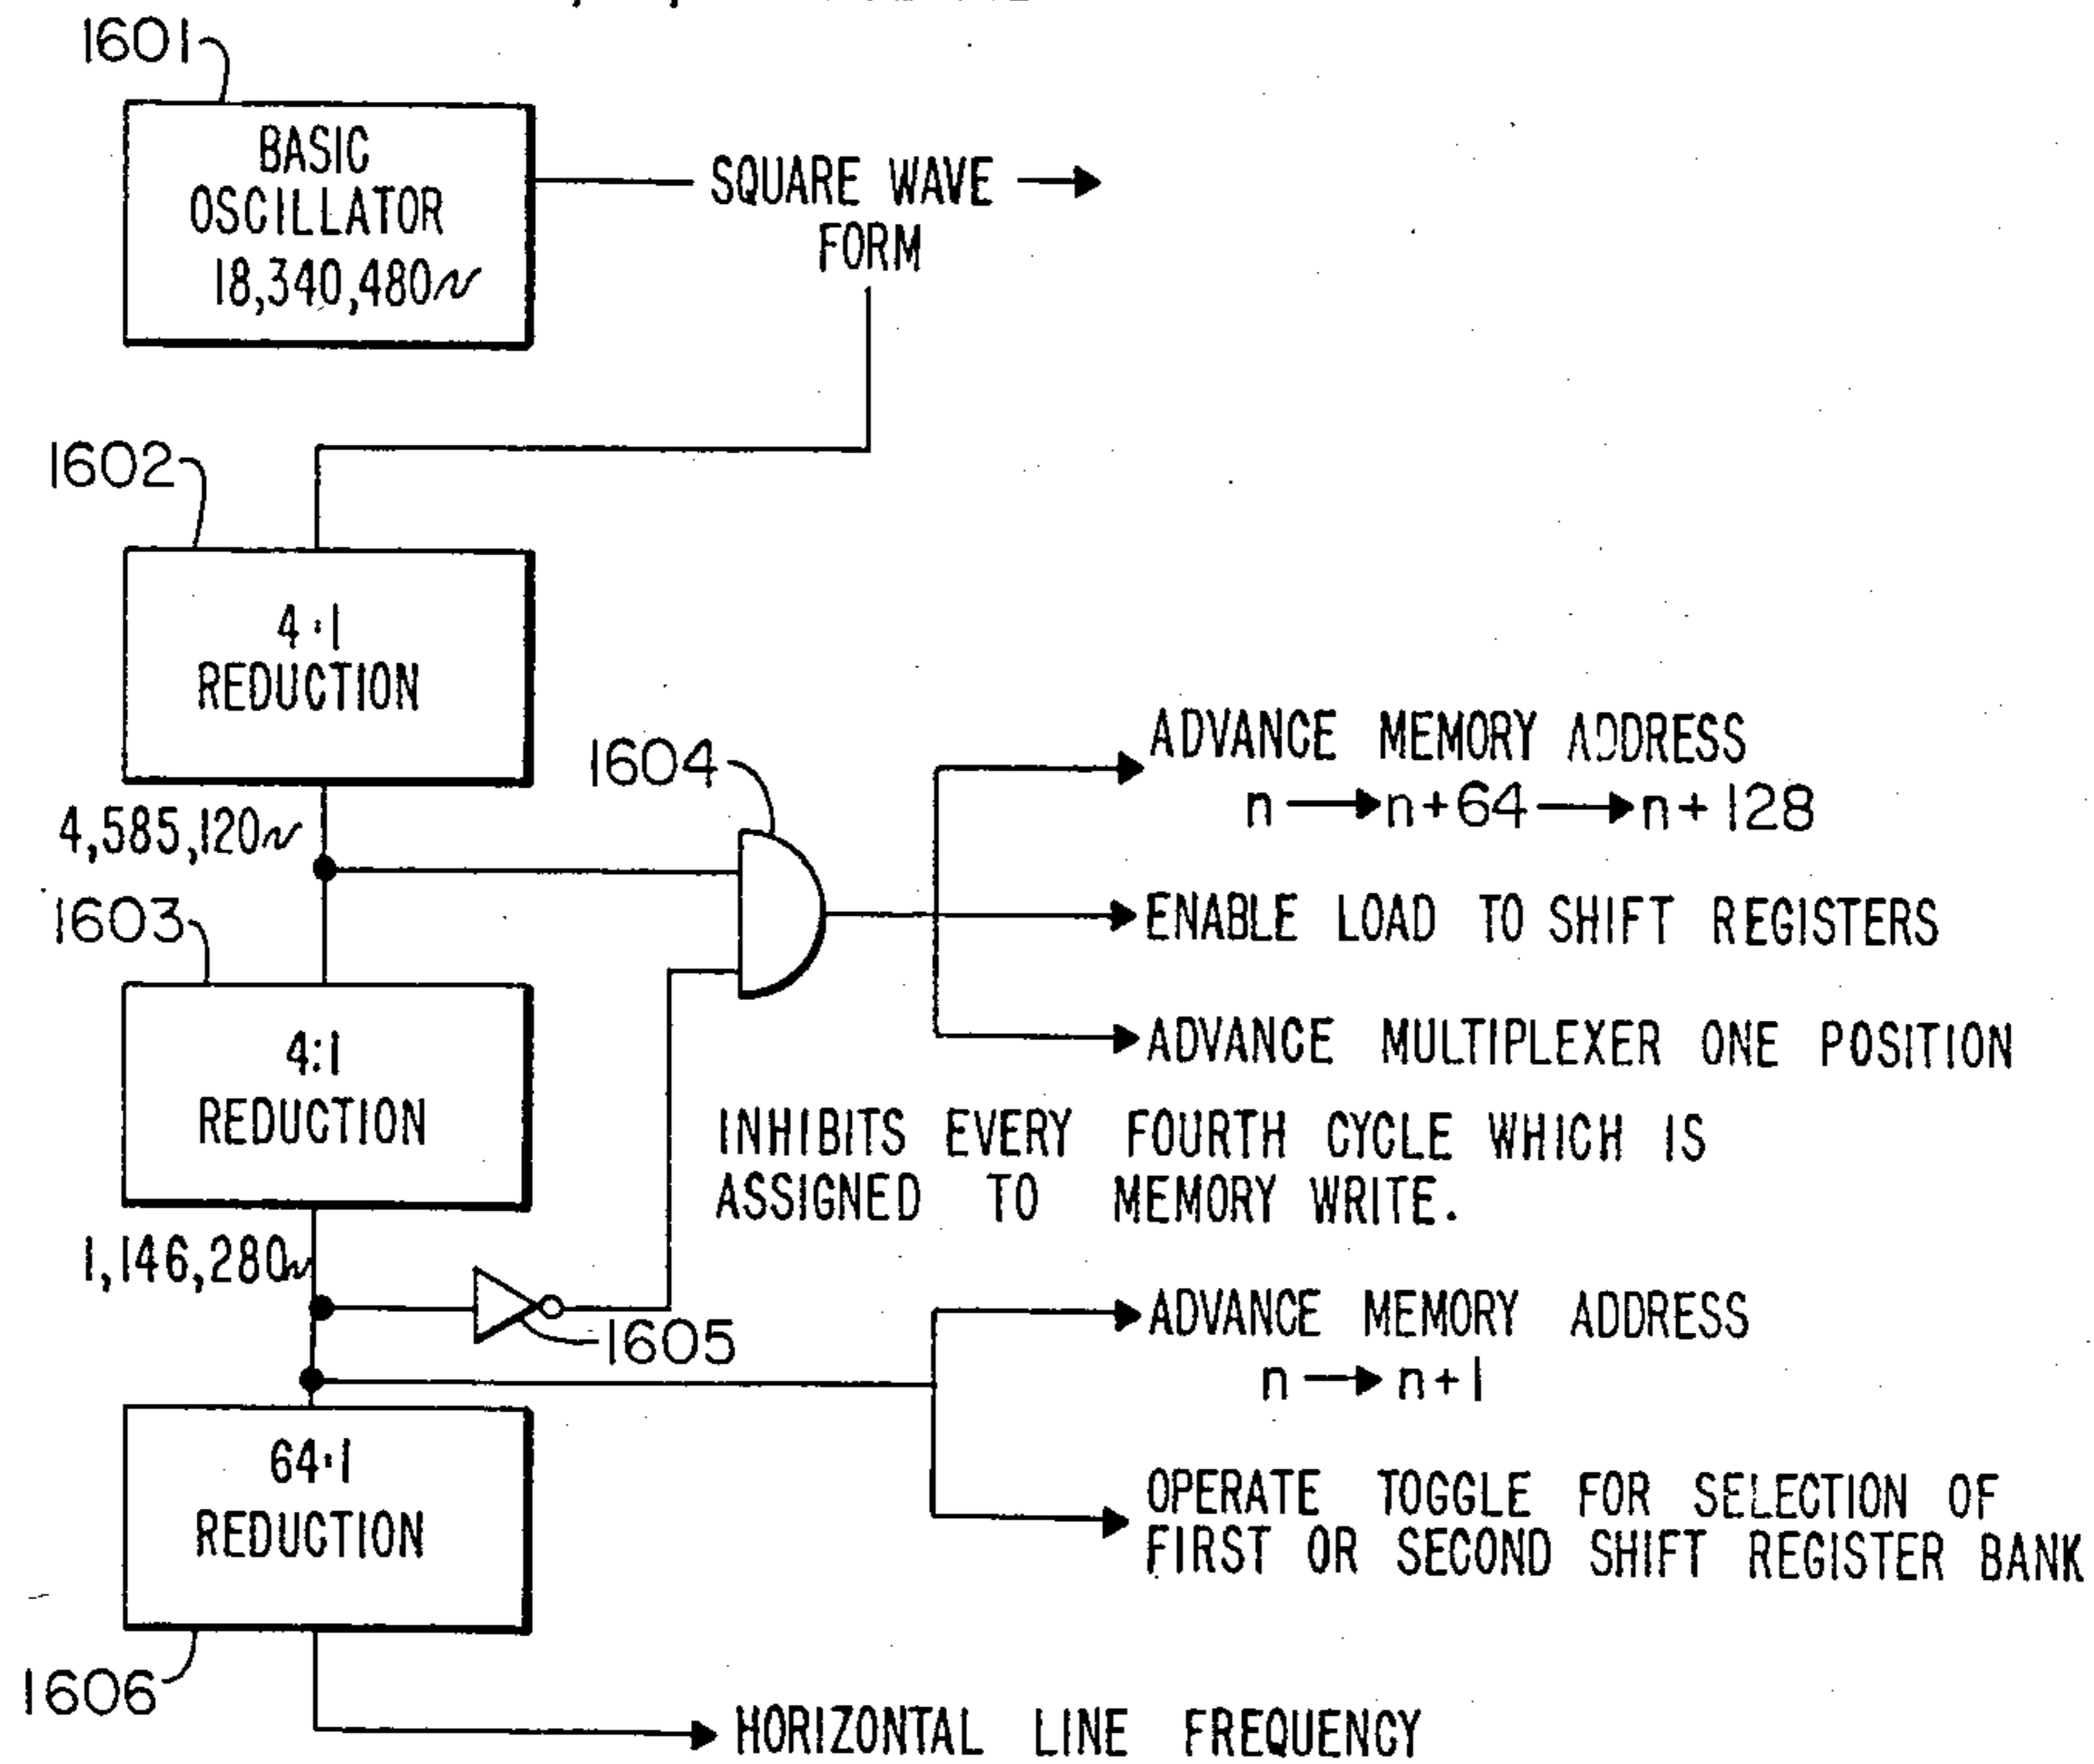 1601
BASIC
OSCILLATOR
18,340,480~
SQUARE WAVE
FORM
1602
4:1
REDUCTION
4,585,120~
1604
ADVANCE MEMORY ADDRESS
n → n+64 → n+128
1603
ENABLE LOAD TO SHIFT REGISTERS
4:1
REDUCTION
ADVANCE MULTIPLEXER ONE POSITION
INHIBITS EVERY FOURTH CYCLE WHICH IS
ASSIGNED TO MEMORY WRITE.
1,146,280~
1605
ADVANCE MEMORY ADDRESS
n → n+1
64:1
REDUCTION
OPERATE TOGGLE FOR SELECTION OF
FIRST OR SECOND SHIFT REGISTER BANK
1606
HORIZONTAL LINE FREQUENCY